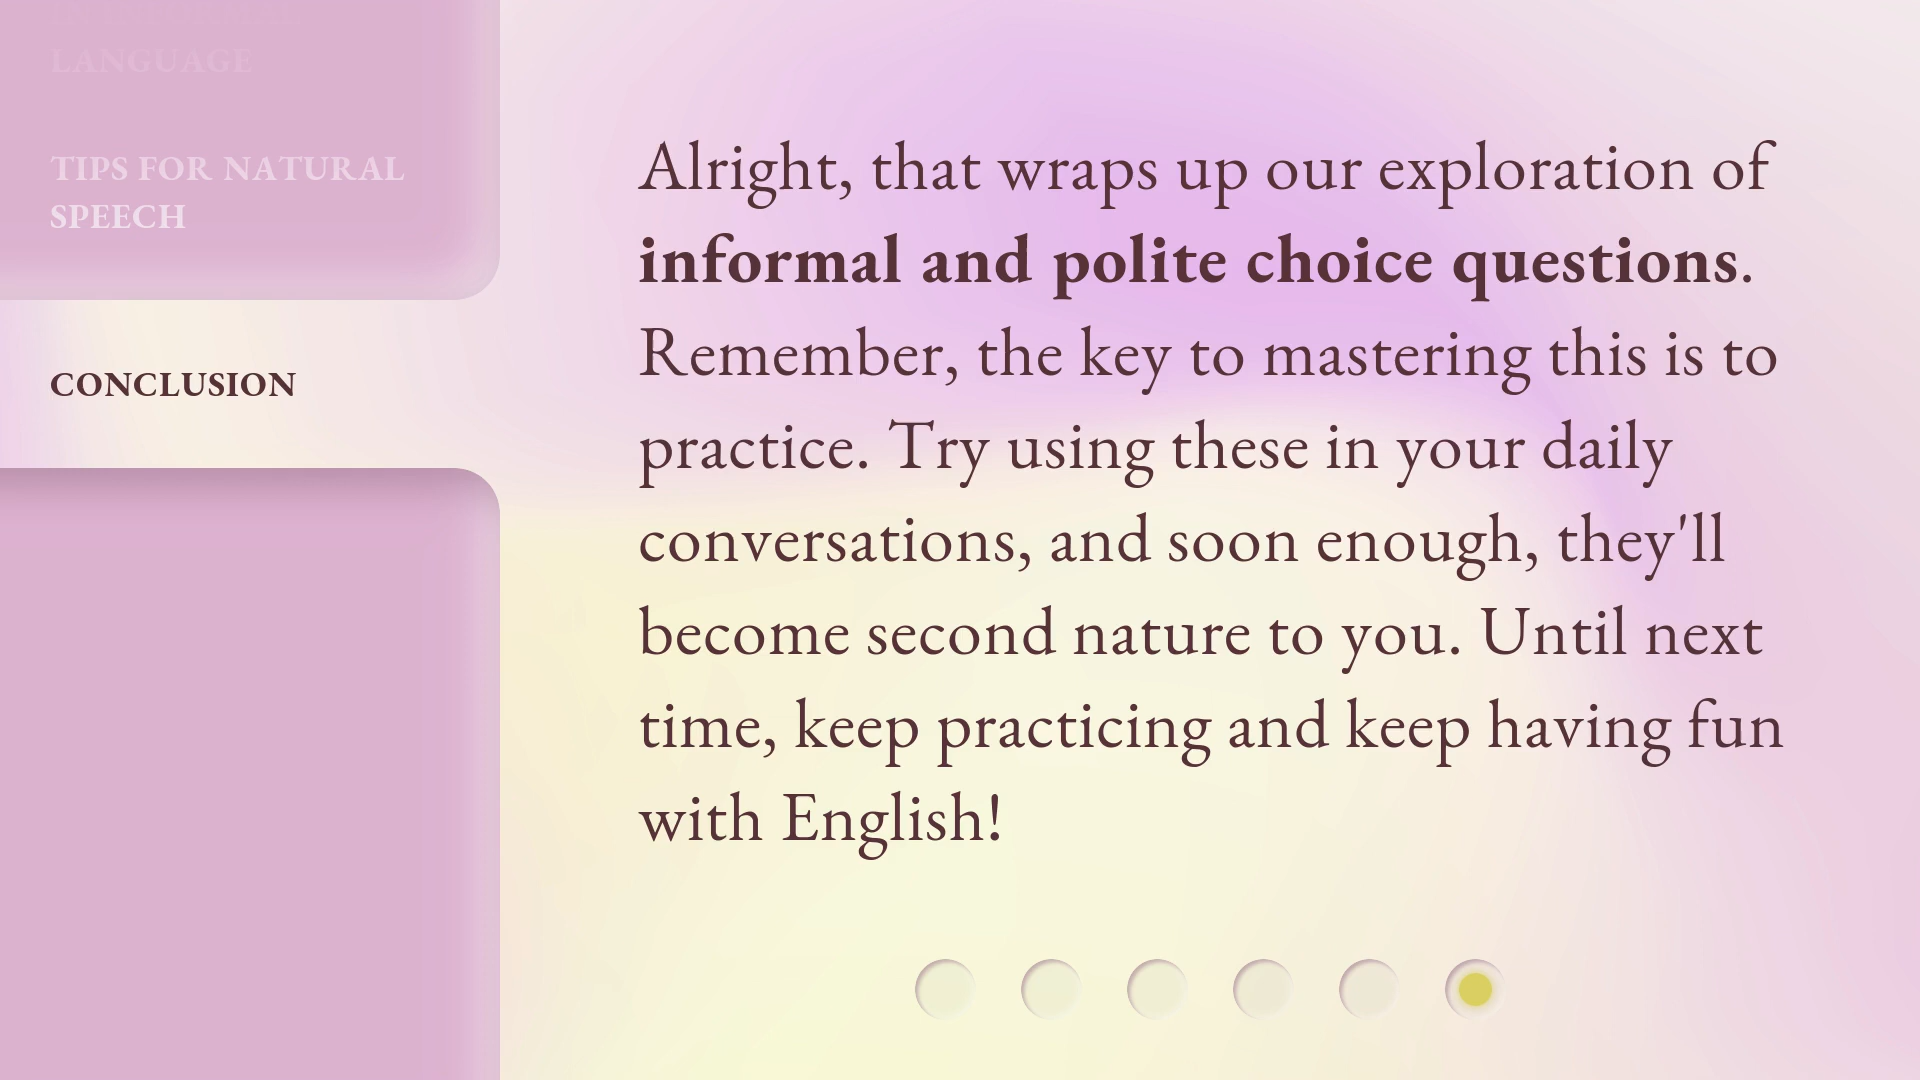 LANGUAGE
TIPS FOR NATURAL
SPEECH
CONCLUSION
Alright, that wraps up our exploration of
informal and polite choice questions.
Remember, the key to mastering this is to
practice. Try using these in your daily
conversations, and soon enough, they'll
become second nature to you. Until next
time, keep practicing and keep having fun
with English!